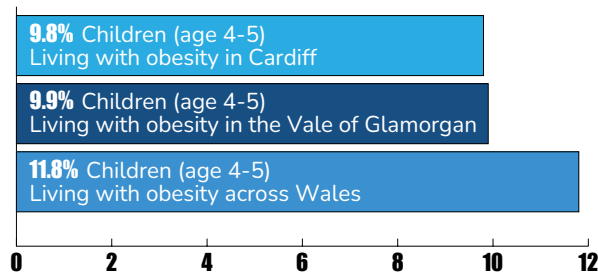 9.8% Children (age 4-5)
Living with obesity in Cardiff
9.9% Children (age 4-5)
Living with obesity in the Vale of Glamorgan
11.8% Children (age 4-5)
Living with obesity across Wales
0 2 4 6 8 10 12